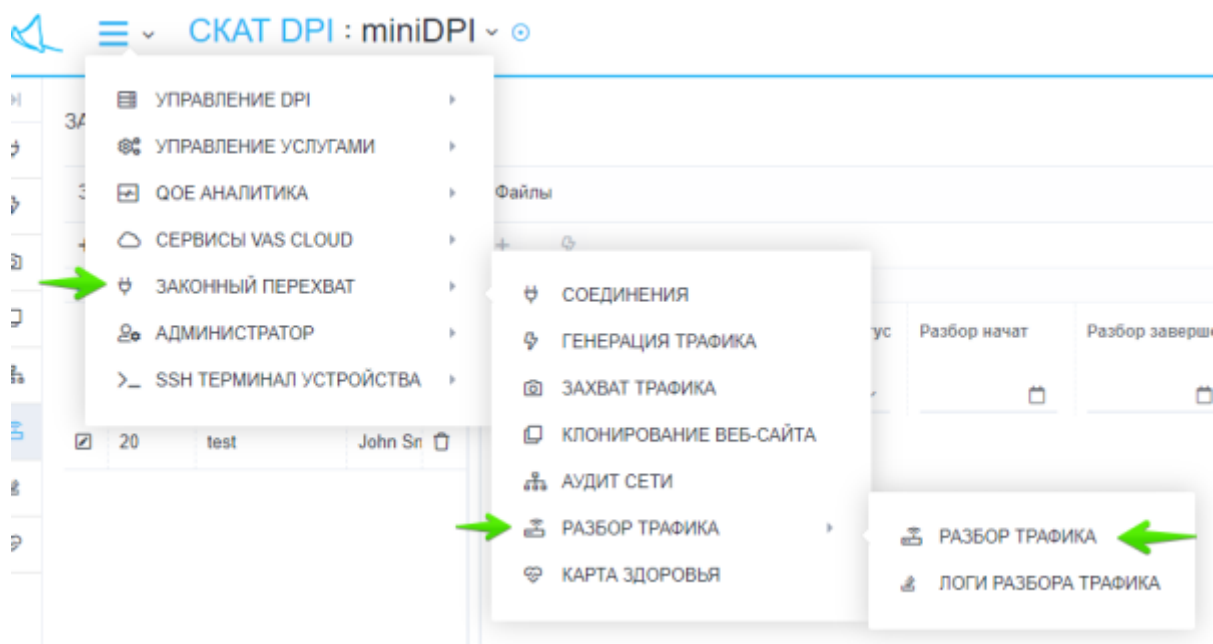 СКАТ DPI : miniDPI
УПРАВЛЕНИЕ DPI
УПРАВЛЕНИЕ УСЛУГАМИ
QOE АНАЛИТИКА
Файлы
СЕРВИСЫ VAS CLOUD
ЗАКОННЫЙ ПЕРЕХВАТ
АДМИНИСТРАТОР
SSH ТЕРМИНАЛ УСТРОЙСТВА
СОЕДИНЕНИЯ
ГЕНЕРАЦИЯ ТРАФИКА
ЗАХВАТ ТРАФИКА
КЛОНИРОВАНИЕ ВЕБ-САЙТА
АУДИТ СЕТИ
РАЗБОР ТРАФИКА
КАРТА ЗДОРОВЬЯ
Разбор начат Разбор заверше
20 test John Sn
РАЗБОР ТРАФИКА
ЛОГИ РАЗБОРА ТРАФИКА